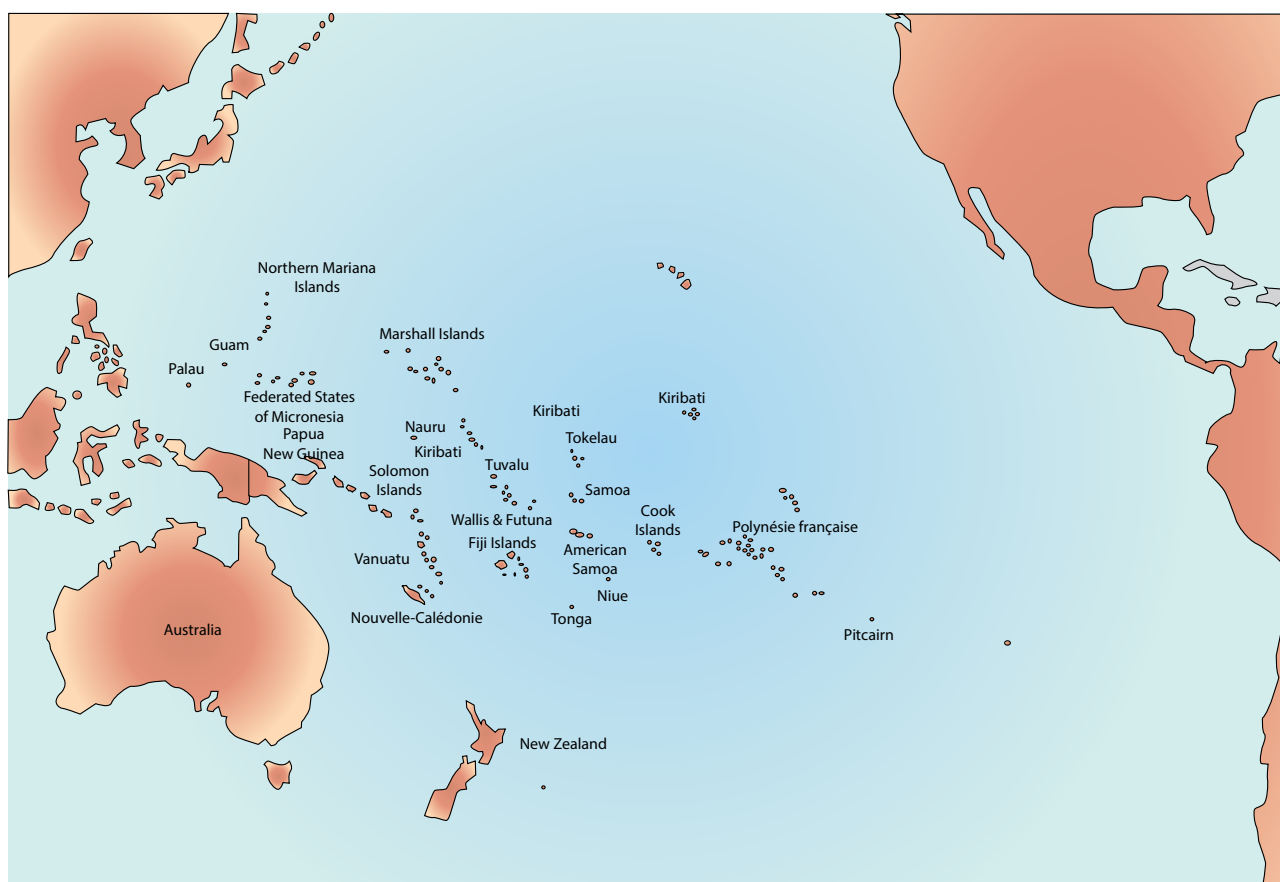 Northern Mariana
Islands
Guam
Marshall Islands
Palau
Federated States
of Micronesia
Kiribati
Kiribati
Papua
New Guinea
Nauru
Kiribati
Tokelau
Tuvalu
Solomon
Islands
Samoa
Wallis & Futuna
Cook
Islands
Polynésie française
Fiji Islands
Vanuatu
American
Samoa
Niue
Nouvelle-Calédonie
Tonga
Australia
Pitcairn
New Zealand